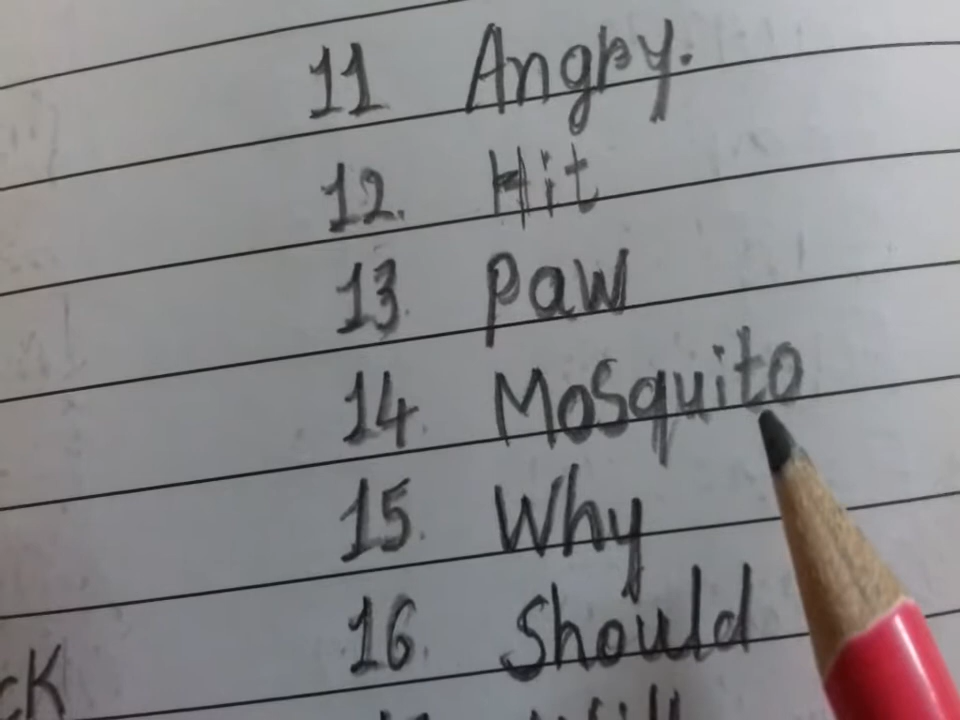 11 Angry.
12. Hit
13. Paw
14. Mosquito
15. Why
16. Should